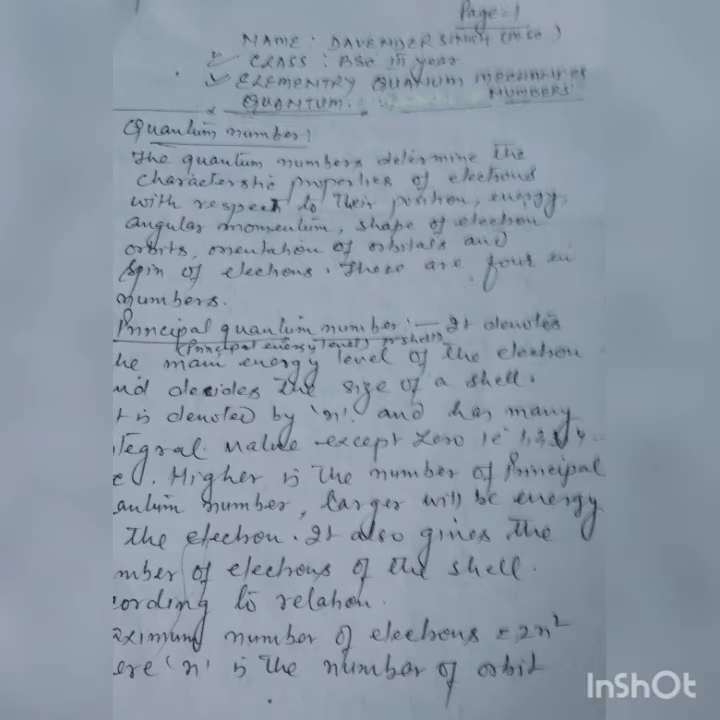 Page: 1
NAME: DAVENDER SINGH (MSc)
CLASS: BSc III year
ELEMENTRY QUANTUM MECHANICES
QUANTUM. NUMBERS
Quantum number:
The quantum numbers determine the
characterstic properties of electrons
with respect to their position, energy,
angular momentum, shape of electron
orbits, orientation of orbitals and
spin of electrons. These are four in
numbers.
Principal quantum number:— It denotes
(Principal energy level) or shells
he main energy level of the electron
nd decides the size of a shell.
t is denoted by 'n'. and has many
tegral value except zero ie 1,2,3,4
. Higher is the number of Principal
antum number, larger will be energy
the electron. It also gives the
mber of electrons of the shell.
cording to relation.
aximum number of electrons = 2n²
ere 'n' is the number of orbit
InShOt